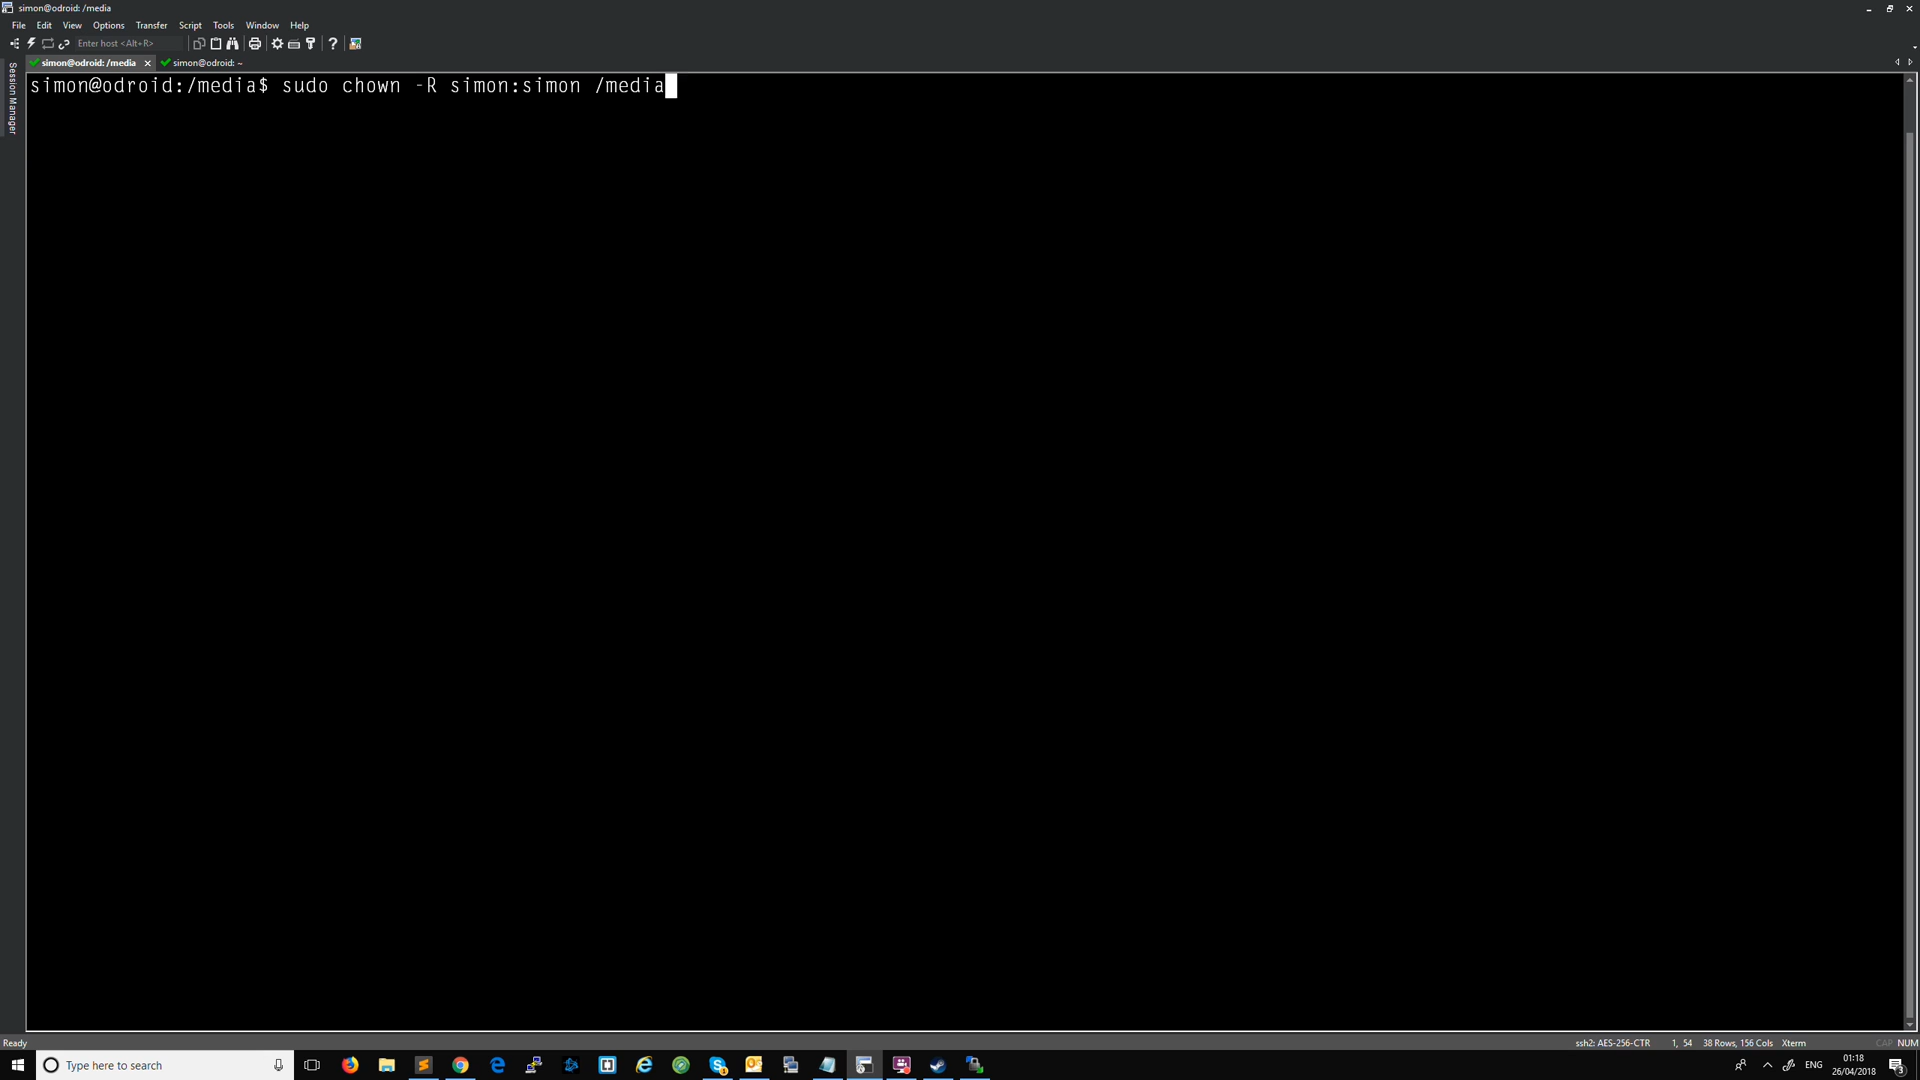 simon@odroid: /media
File Edit View Options Transfer Script Tools Window Help
Enter host <Alt+R>
simon@odroid: /media simon@odroid: ~
Session Manager
simon@odroid:/media$ sudo chown -R simon:simon /media
Ready ssh2: AES-256-CTR 1, 54 38 Rows, 156 Cols Xterm CAP NUM
Type here to search ENG 01:18
26/04/2018 3